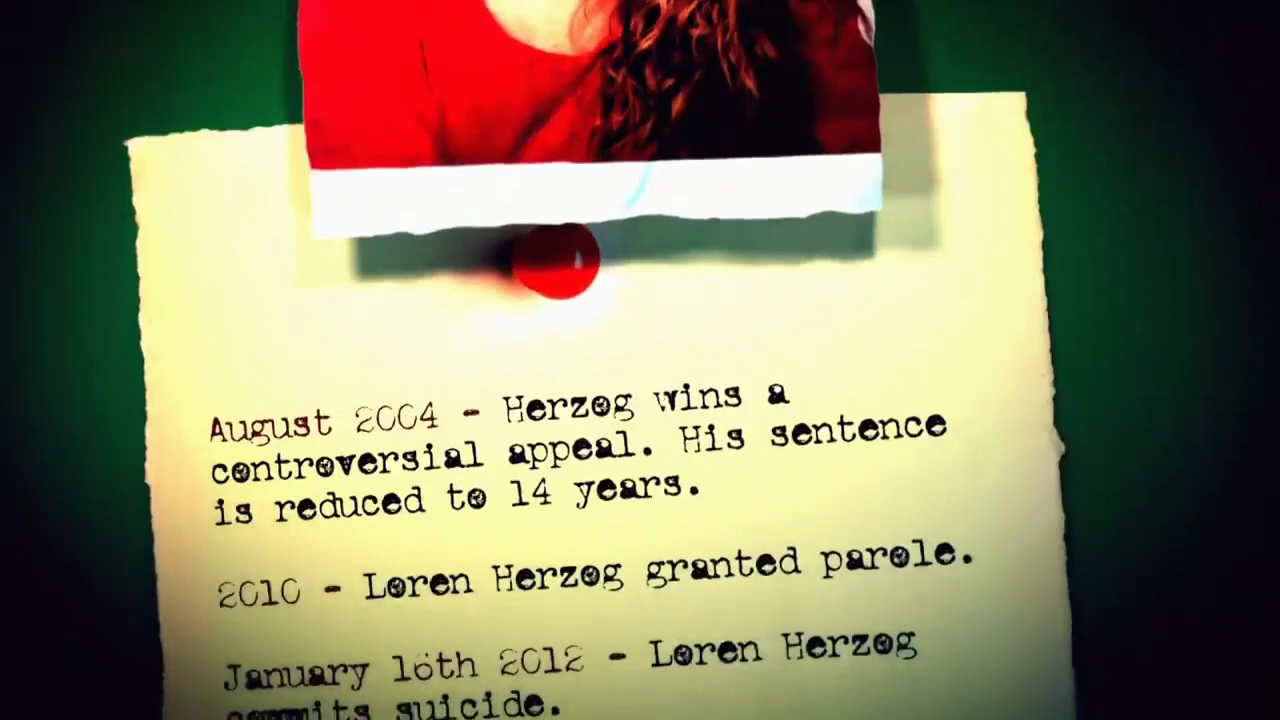 August 2004 - Herzog wins a
controversial appeal. His sentence
is reduced to 14 years.
2010 - Loren Herzog granted parole.
January 16th 2012 - Loren Herzog
commits suicide.